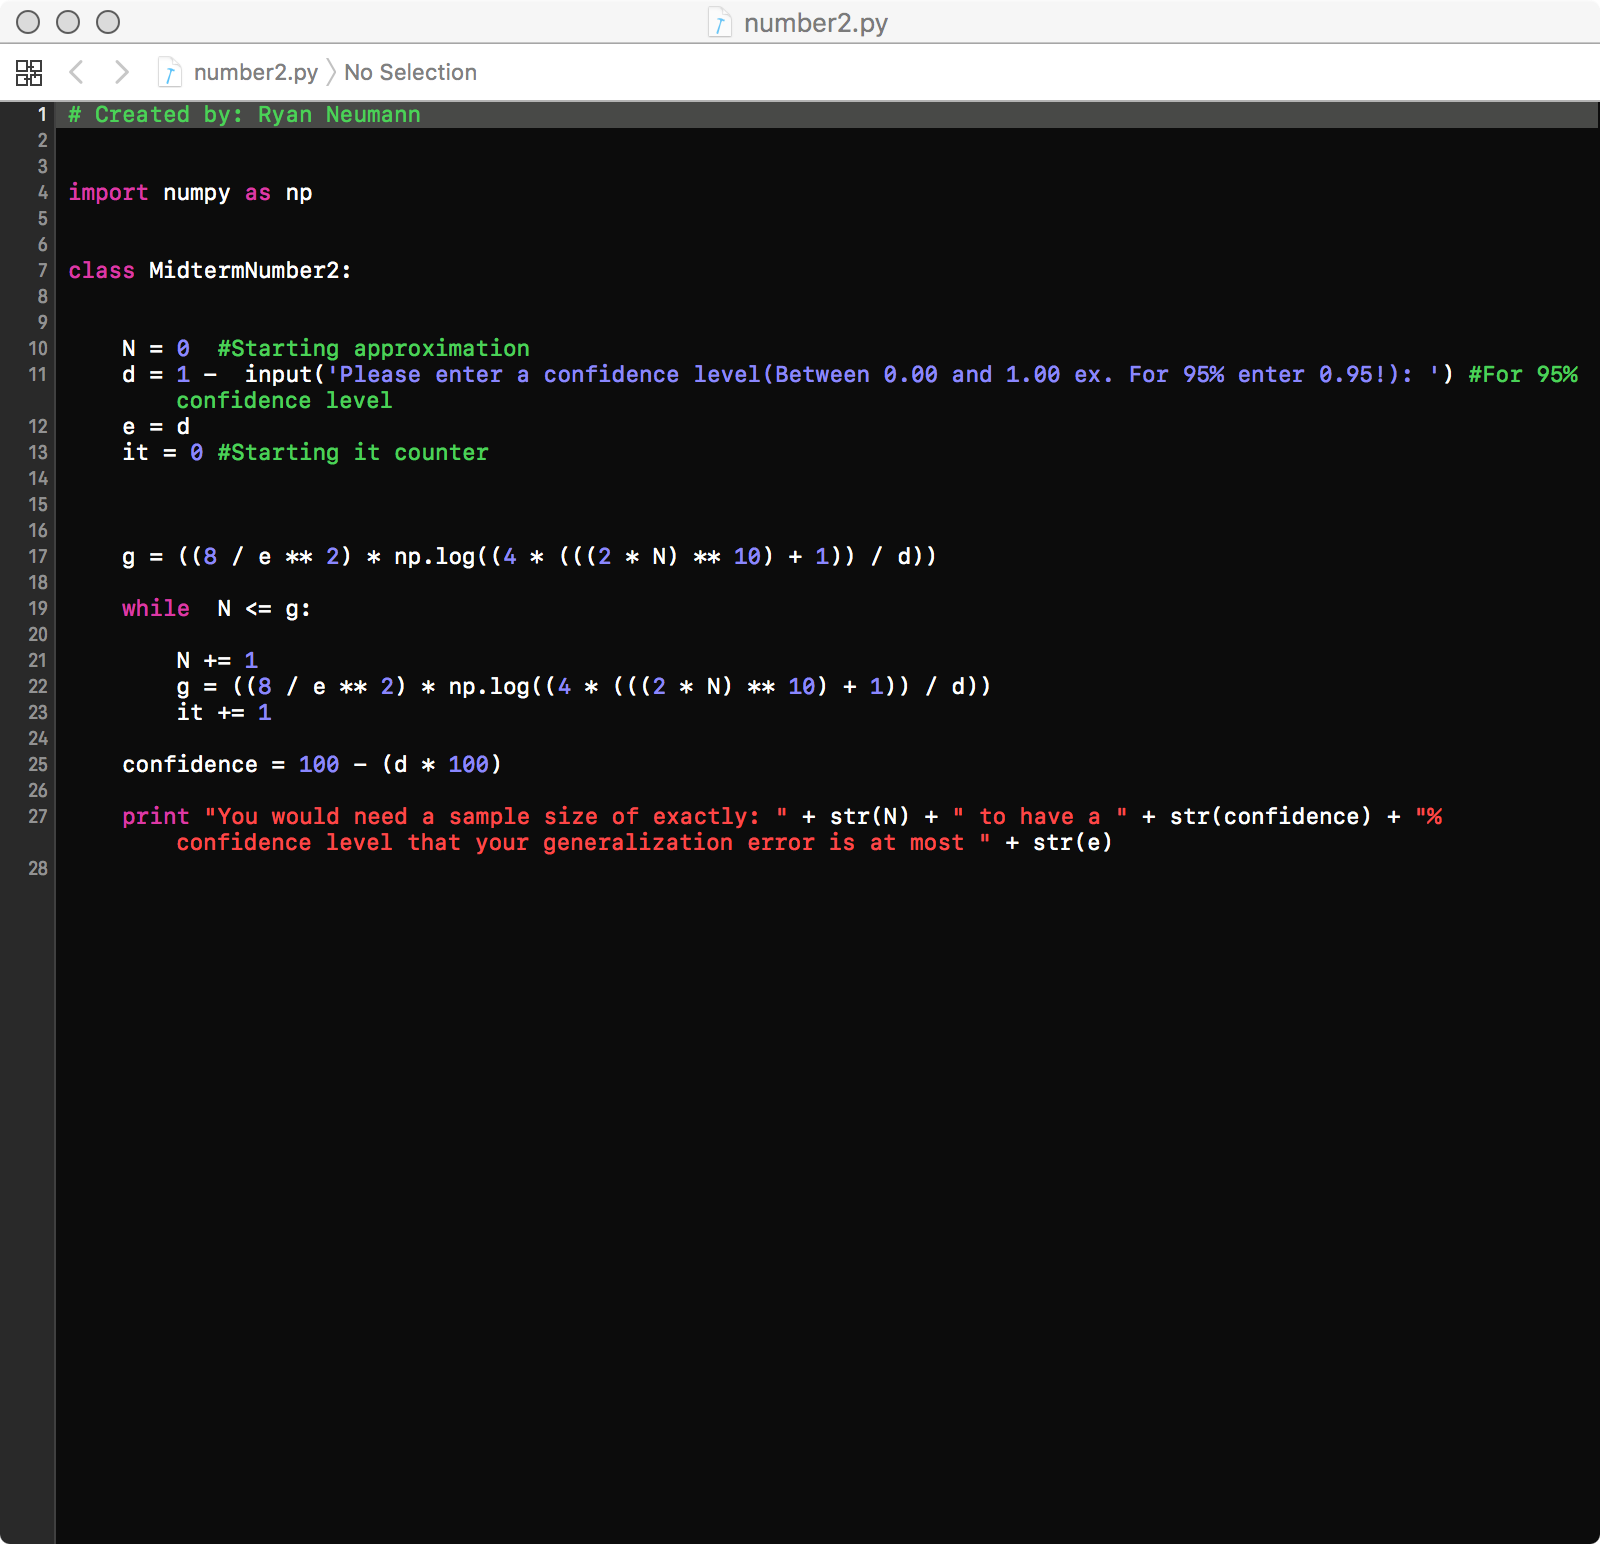 number2.py
number2.py No Selection
1 # Created by: Ryan Neumann
2
3
4 import numpy as np
5
6
7 class MidtermNumber2:
8
9
10 N = 0  #Starting approximation
11 d = 1 -  input('Please enter a confidence level(Between 0.00 and 1.00 ex. For 95% enter 0.95!): ') #For 95%
confidence level
12 e = d
13 it = 0 #Starting it counter
14
15
16
17 g = ((8 / e ** 2) * np.log((4 * (((2 * N) ** 10) + 1)) / d))
18
19 while  N <= g:
20
21 N += 1
22 g = ((8 / e ** 2) * np.log((4 * (((2 * N) ** 10) + 1)) / d))
23 it += 1
24
25 confidence = 100 - (d * 100)
26
27 print "You would need a sample size of exactly: " + str(N) + " to have a " + str(confidence) + "%
confidence level that your generalization error is at most " + str(e)
28